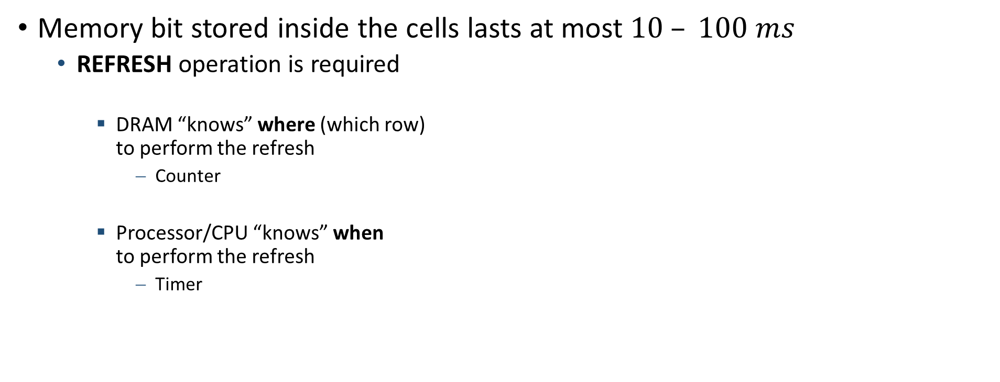 • Memory bit stored inside the cells lasts at most 10 – 100 ms
• REFRESH operation is required
▪ DRAM “knows” where (which row)
to perform the refresh
– Counter
▪ Processor/CPU “knows” when
to perform the refresh
– Timer